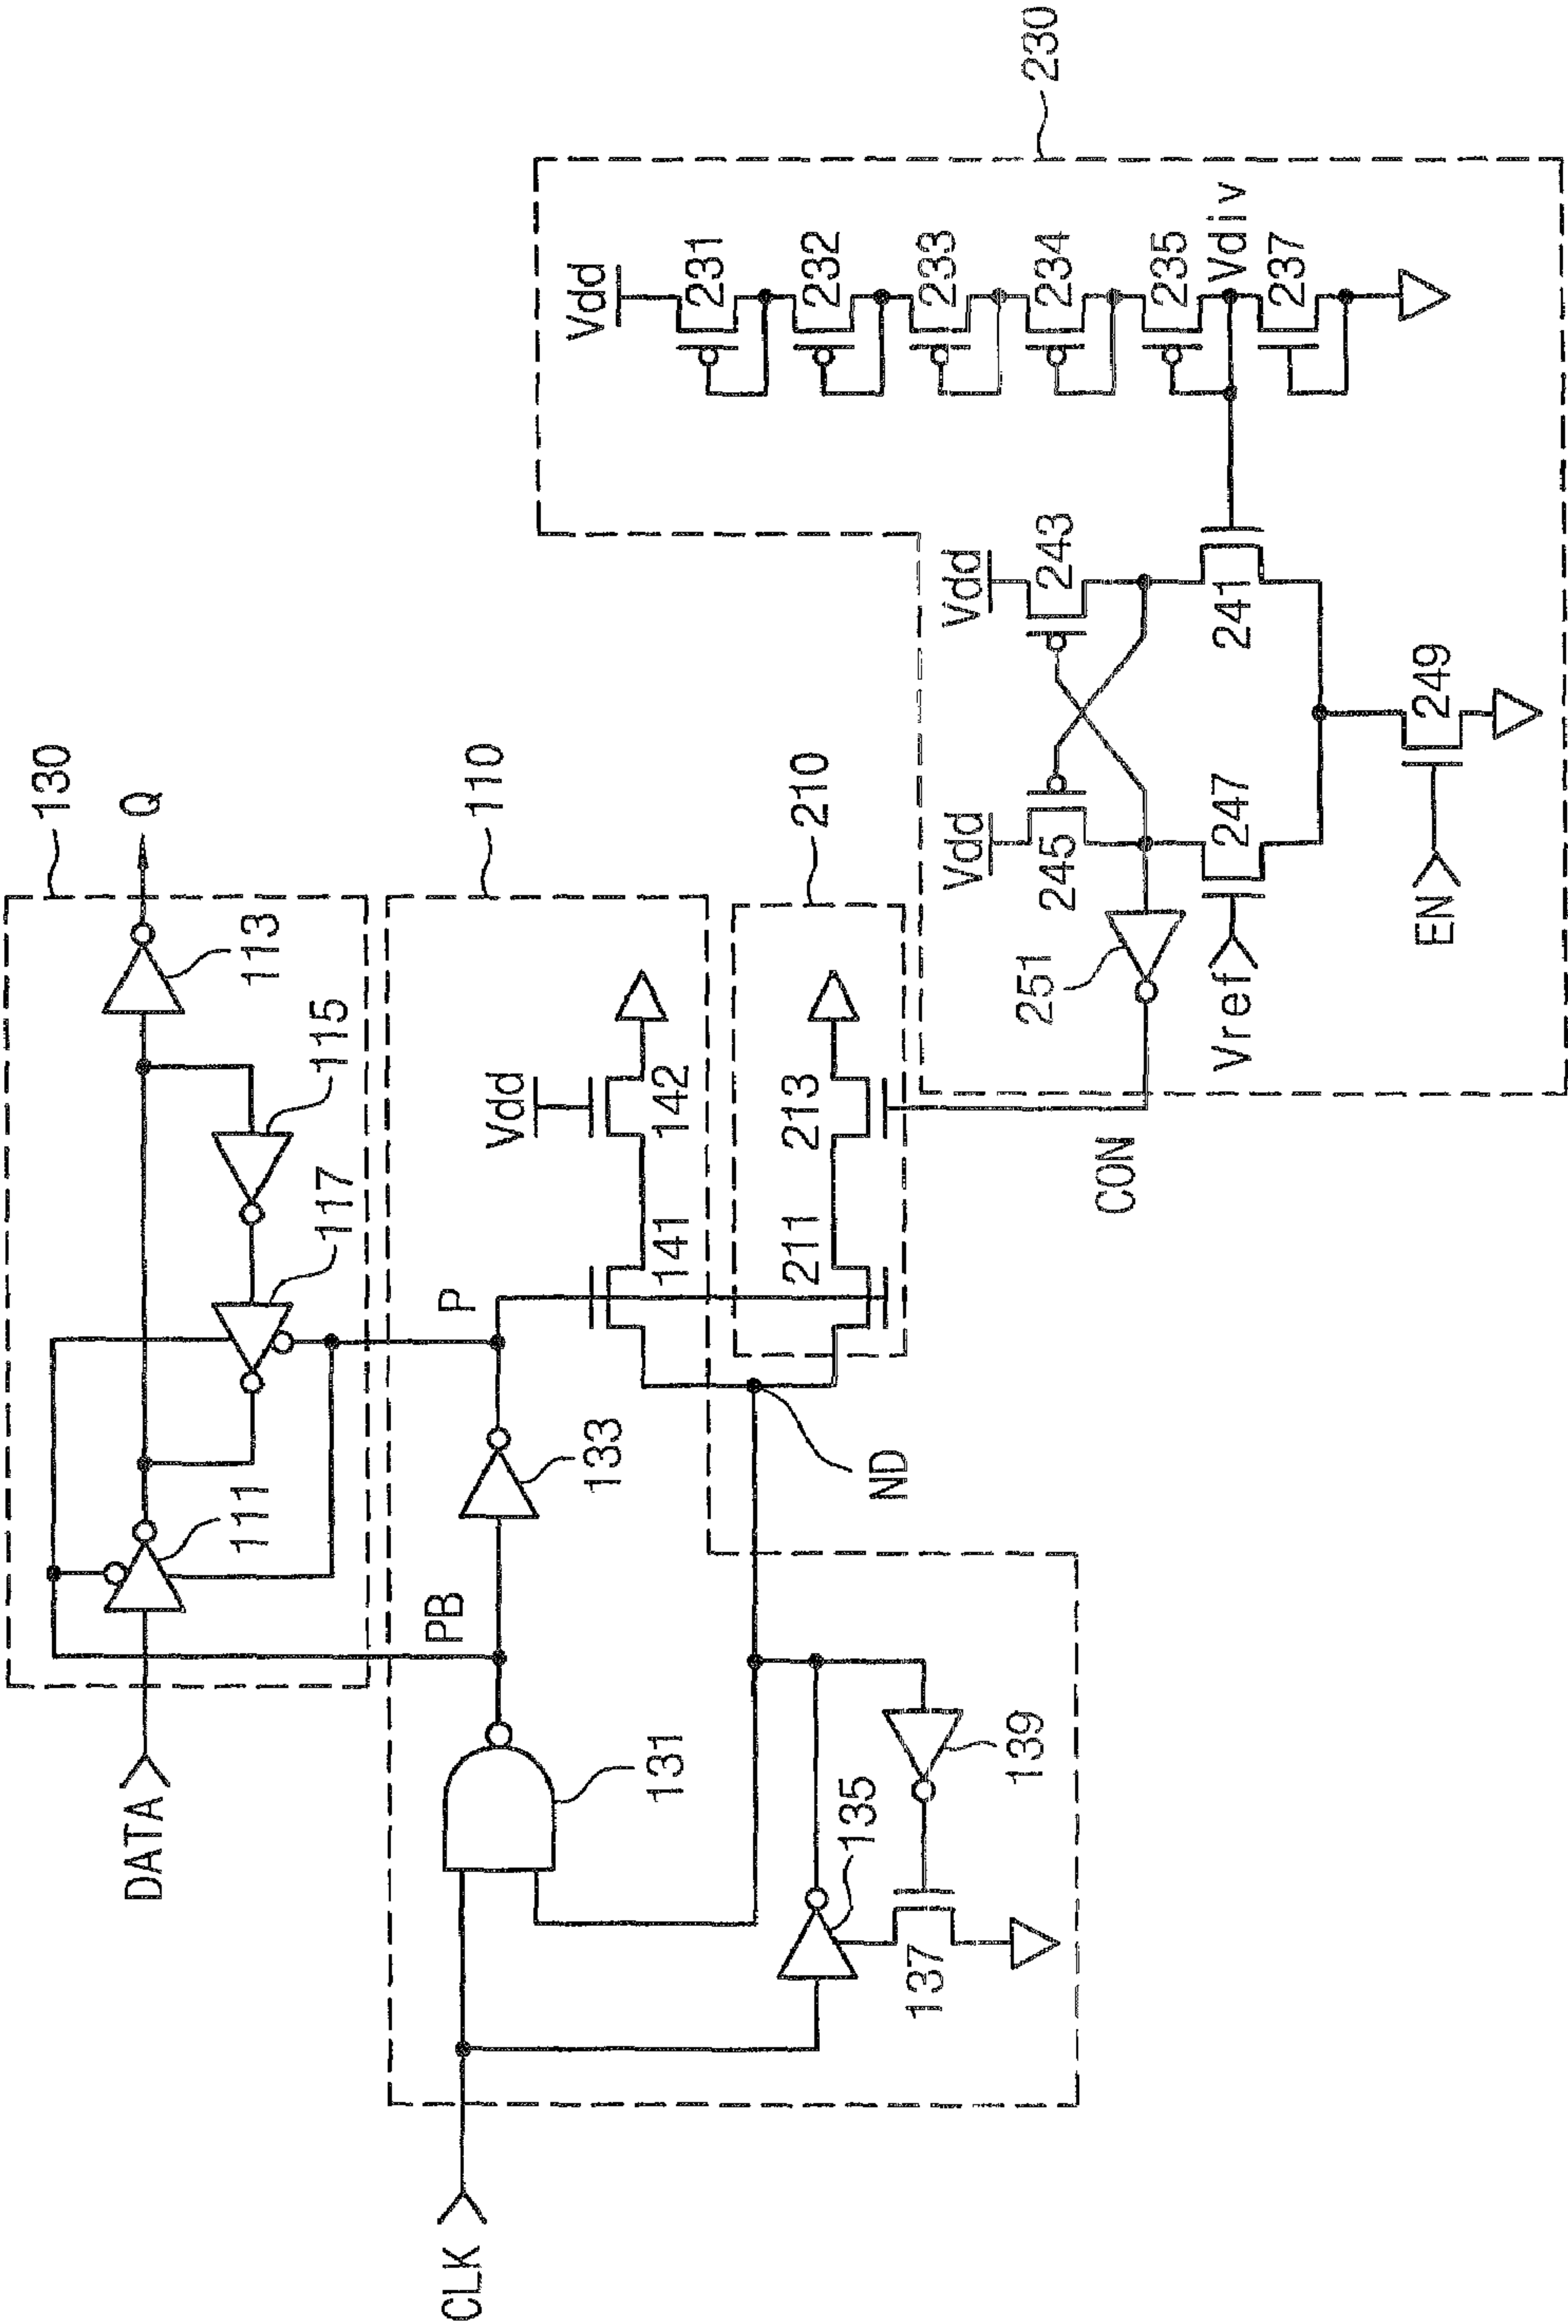 130
DATA
111
117
115
113
Q
CLK
131
PB
133
P
Vdd
110
141
142
135
137
139
ND
211
213
210
CON
251
Vref
Vdd
245
Vdd
243
247
241
EN
249
Vdd
231
232
233
234
235
Vdiv
237
230